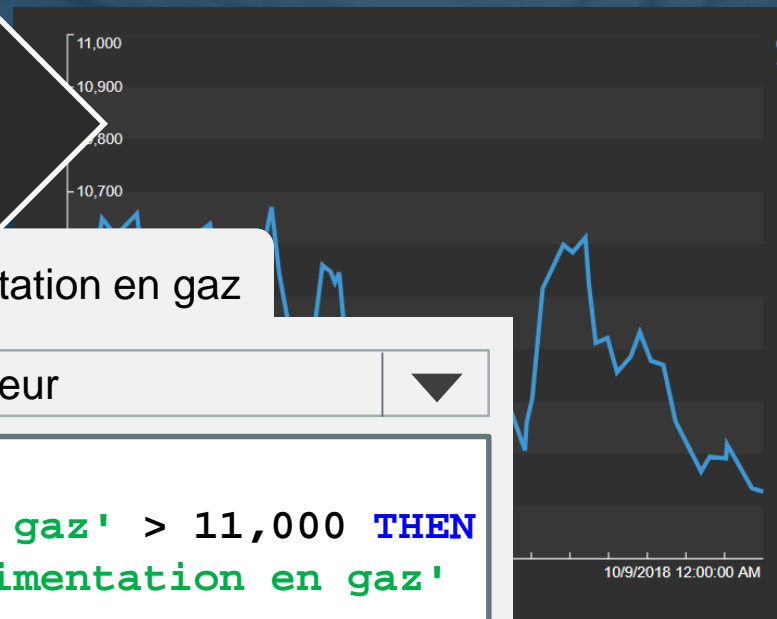 11,000
10,900
,800
10,700
tation en gaz
eur
gaz' > 11,000 THEN
imentation en gaz'
10/9/2018 12:00:00 AM